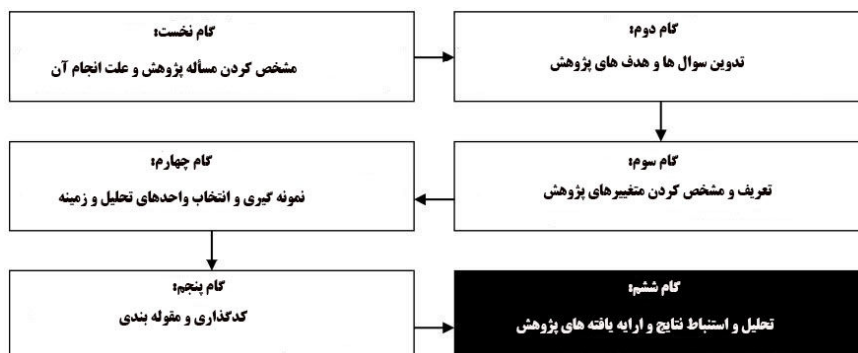 گام نخست:
مشخص کردن مسأله پژوهش و علت انجام آن
گام دوم:
تدوین سوال ها و هدف های پژوهش
گام سوم:
تعریف و مشخص کردن متغییرهای پژوهش
گام چهارم:
نمونه گیری و انتخاب واحدهای تحلیل و زمینه
گام پنجم:
کدگذاری و مقوله بندی
گام ششم:
تحلیل و استنباط نتایج و ارایه یافته های پژوهش